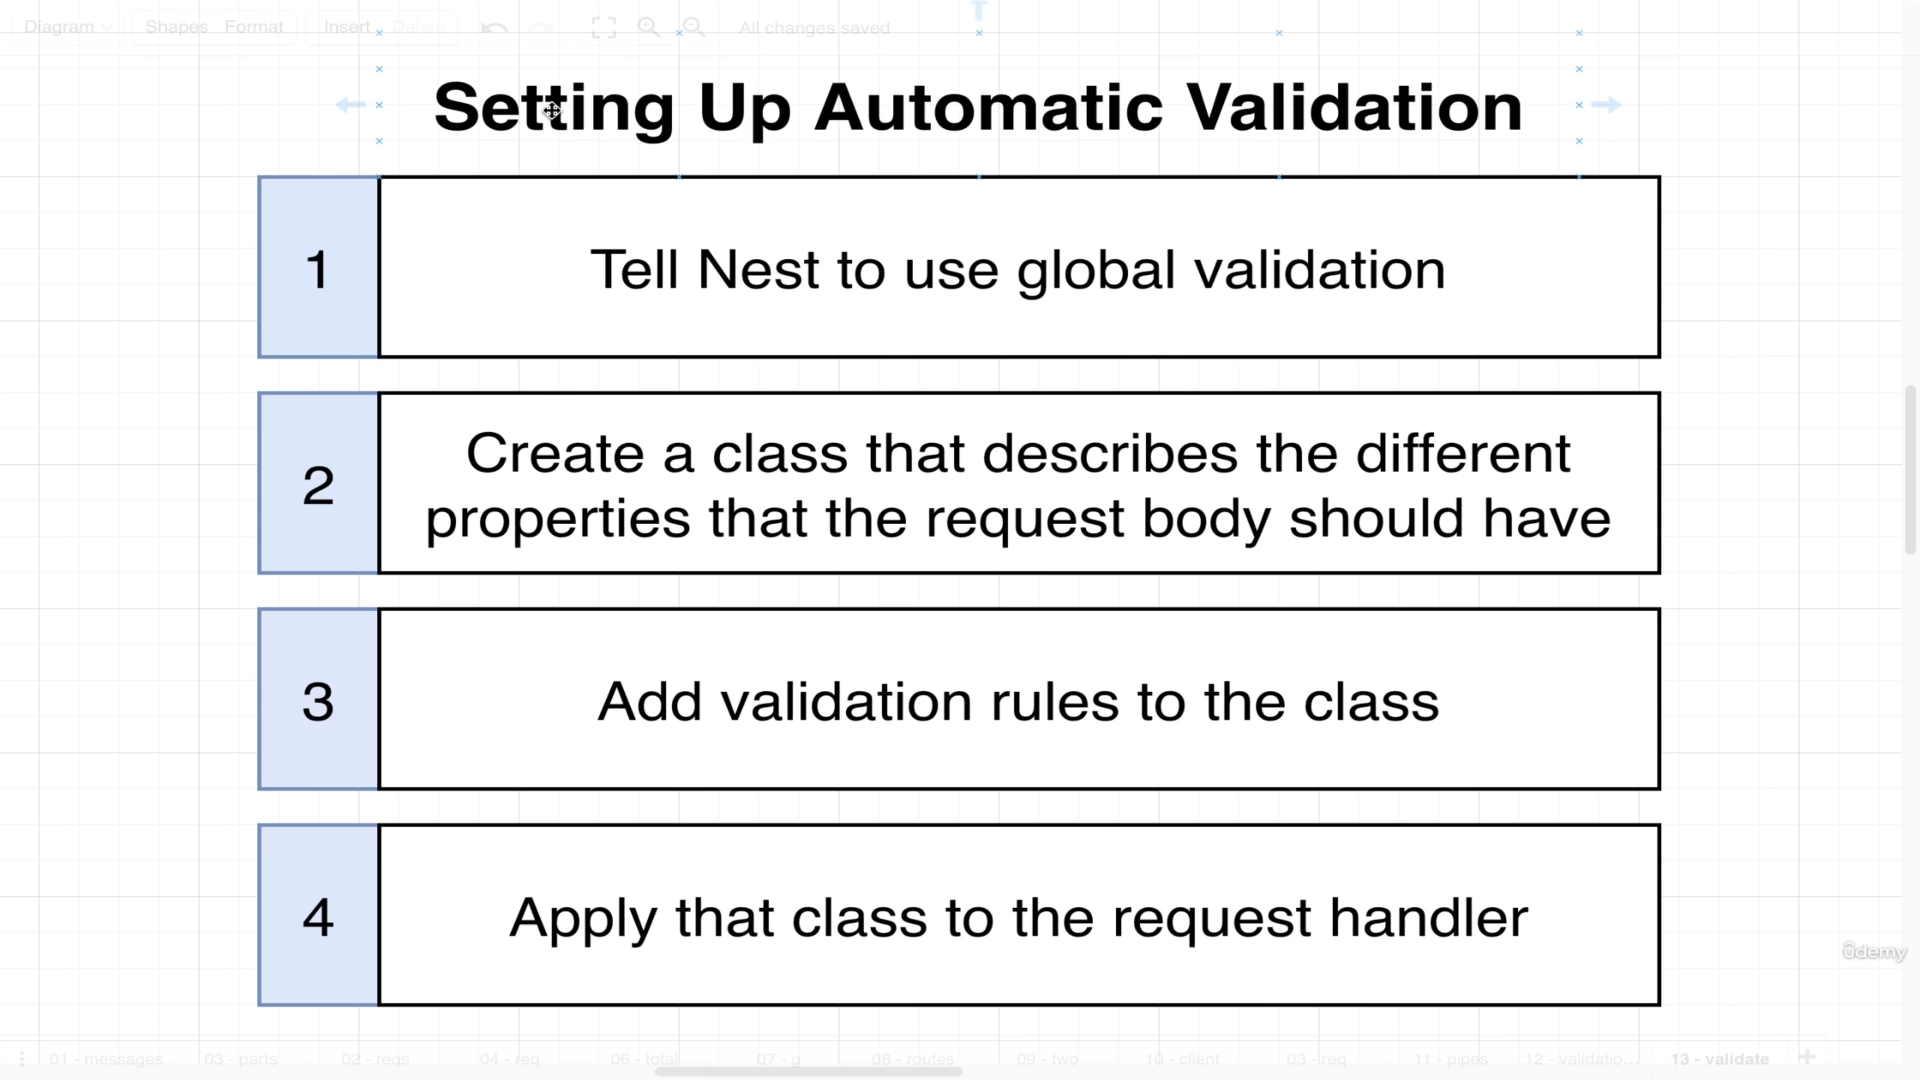 Diagram
Shapes
Format
Insert
Delete
All changes saved
Setting Up Automatic Validation
1
Tell Nest to use global validation
2
Create a class that describes the different
properties that the request body should have
3
Add validation rules to the class
4
Apply that class to the request handler
ûdemy
01 - messages
03 - parts
02 - reqs
04 - req
06 - total
07 - g
08 - routes
09 - two
10 - client
03 - req
11 - pipes
12 - validatio...
13 - validate